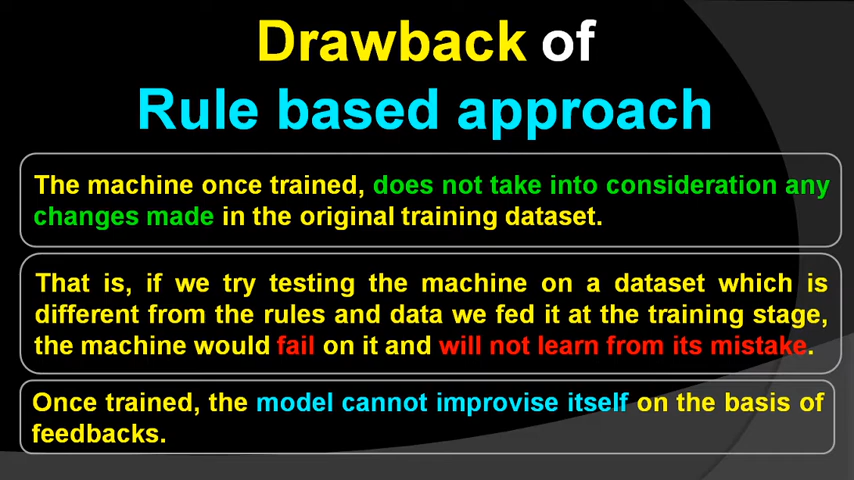 Drawback of
Rule based approach
The machine once trained, does not take into consideration any
changes made in the original training dataset.
That is, if we try testing the machine on a dataset which is
different from the rules and data we fed it at the training stage,
the machine would fail on it and will not learn from its mistake.
Once trained, the model cannot improvise itself on the basis of
feedbacks.